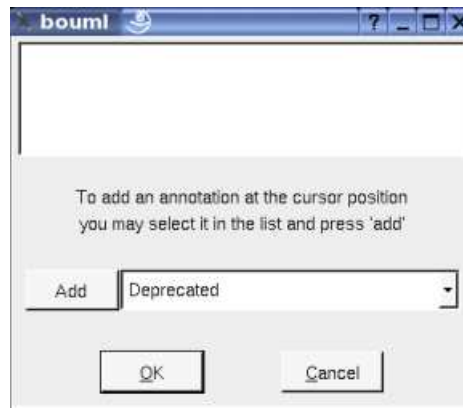 bouml
To add an annotation at the cursor position
you may select it in the list and press 'add'
Add Deprecated
OK Cancel